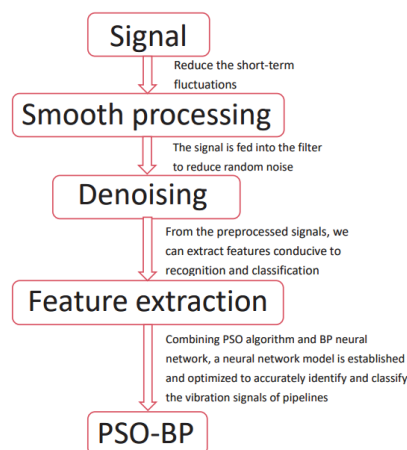 Signal
Reduce the short-term
fluctuations
Smooth processing
The signal is fed into the filter
to reduce random noise
Denoising
From the preprocessed signals, we
can extract features conducive to
recognition and classification
Feature extraction
Combining PSO algorithm and BP neural
network, a neural network model is established
and optimized to accurately identify and classify
the vibration signals of pipelines
PSO-BP